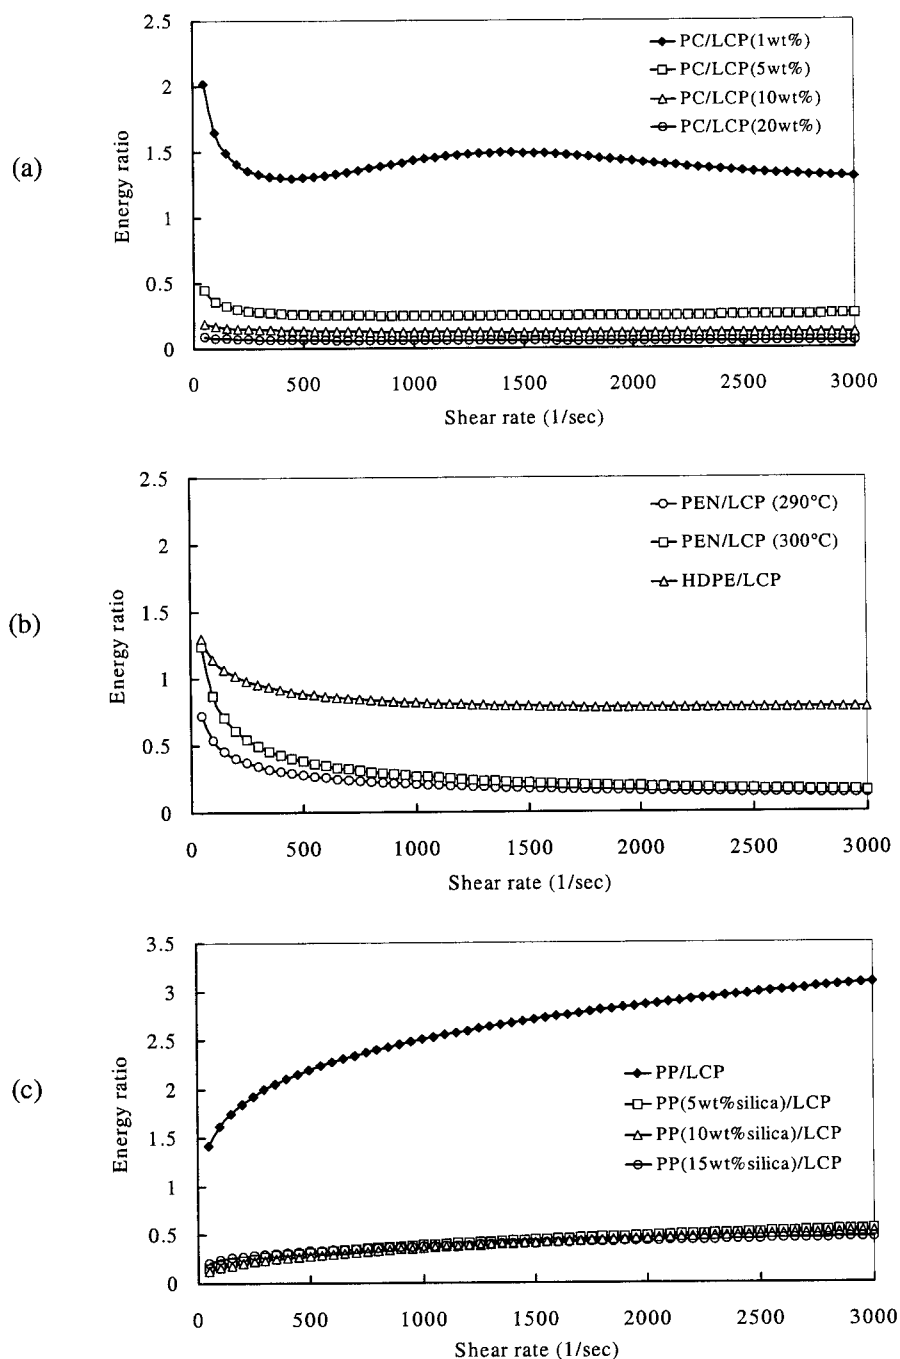 (a)
Energy ratio
2.5
2
1.5
1
0.5
0
PC/LCP(1wt%)
PC/LCP(5wt%)
PC/LCP(10wt%)
PC/LCP(20wt%)
0 500 1000 1500 2000 2500 3000
Shear rate (1/sec)
(b)
Energy ratio
2.5
2
1.5
1
0.5
0
PEN/LCP (290°C)
PEN/LCP (300°C)
HDPE/LCP
0 500 1000 1500 2000 2500 3000
Shear rate (1/sec)
(c)
Energy ratio
3.5
3
2.5
2
1.5
1
0.5
0
PP/LCP
PP(5wt%silica)/LCP
PP(10wt%silica)/LCP
PP(15wt%silica)/LCP
0 500 1000 1500 2000 2500 3000
Shear rate (1/sec)